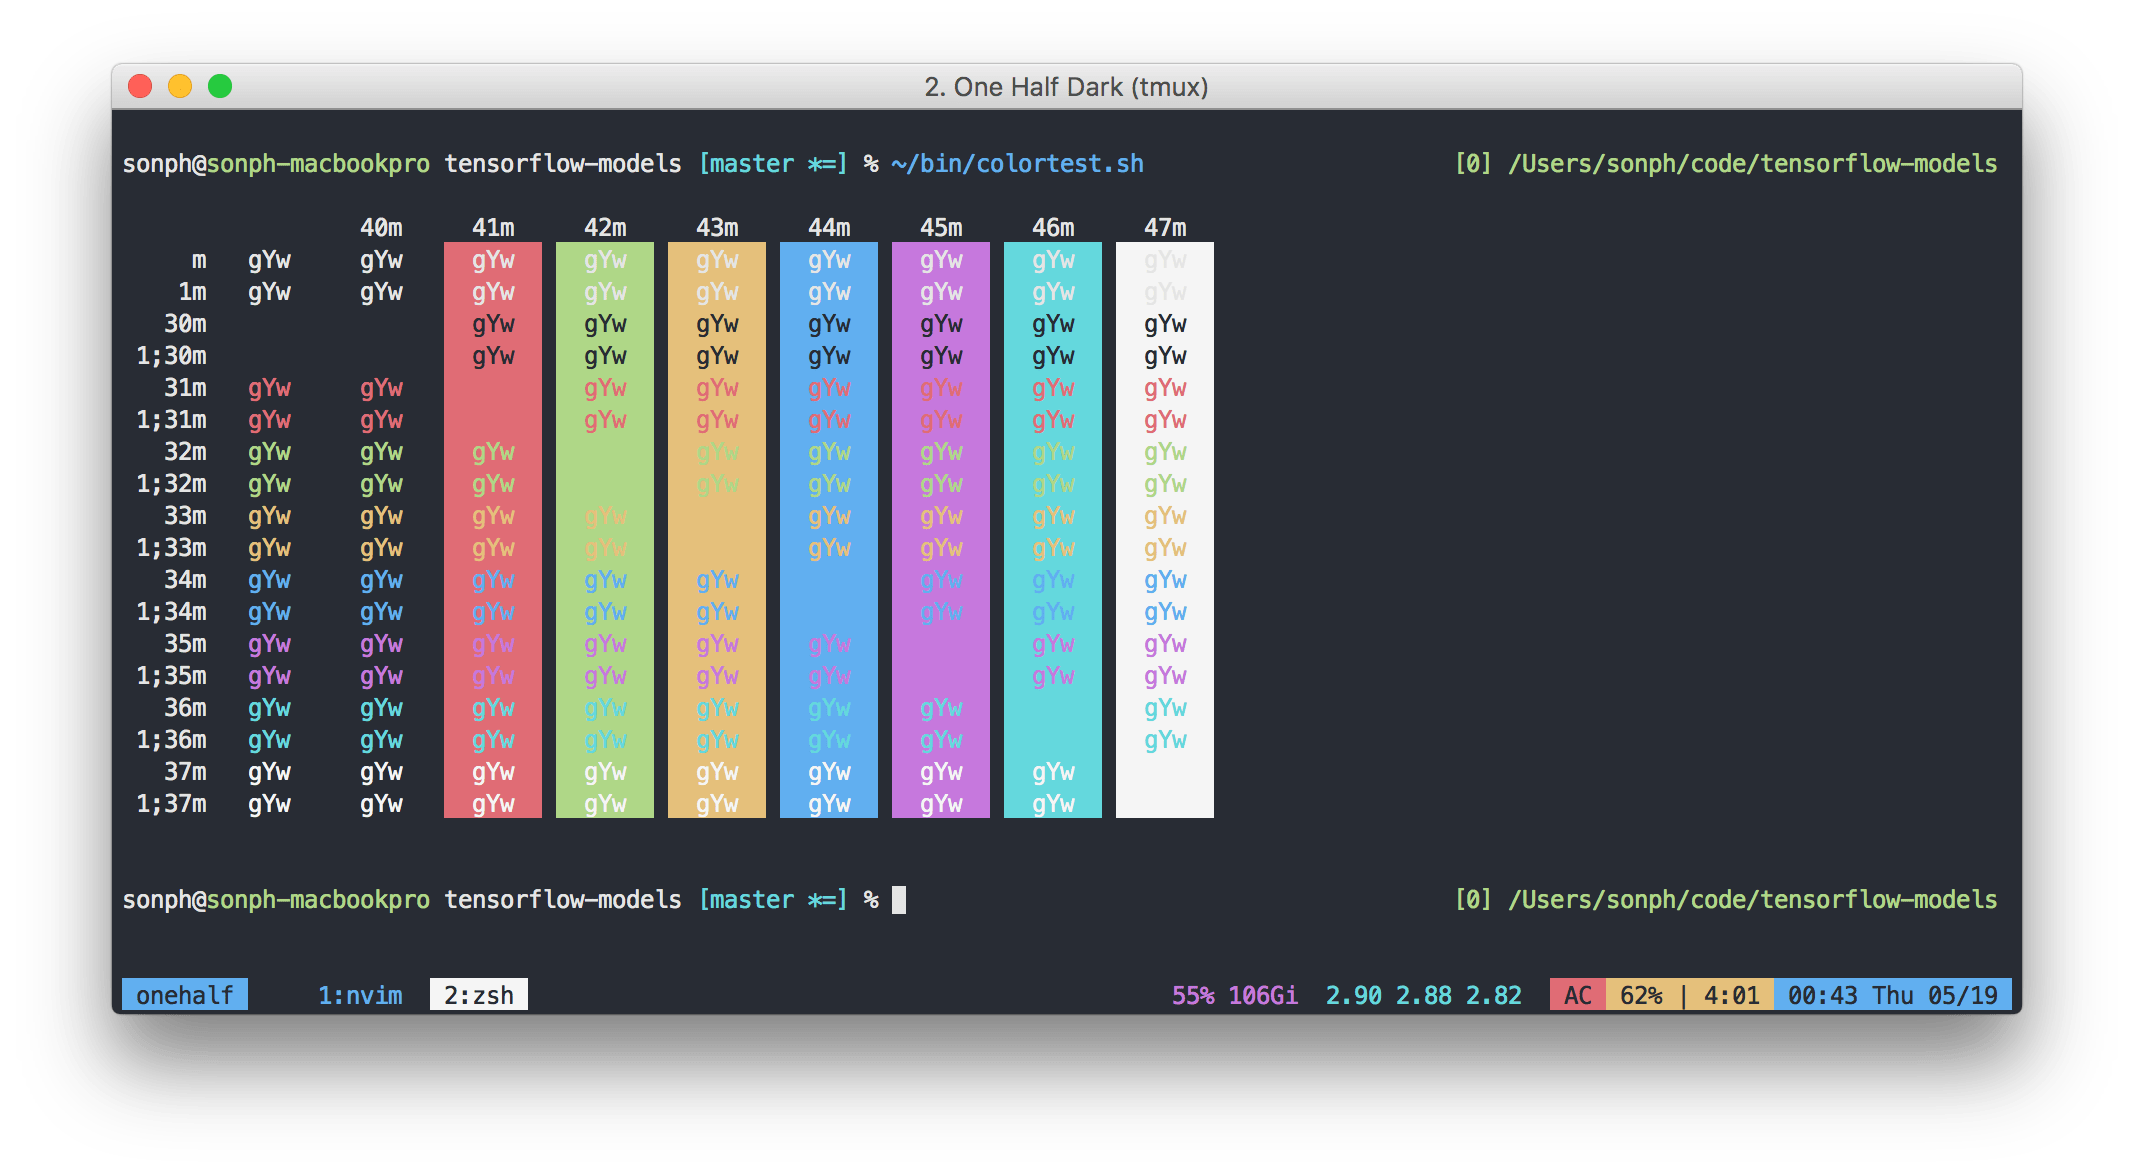 2. One Half Dark (tmux)
sonph@sonph-macbookpro tensorflow-models [master *=] % ~/bin/colortest.sh [0] /Users/sonph/code/tensorflow-models
40m 41m 42m 43m 44m 45m 46m 47m
m gYw gYw gYw gYw gYw gYw gYw gYw gYw
1m gYw gYw gYw gYw gYw gYw gYw gYw gYw
30m gYw gYw gYw gYw gYw gYw gYw
1;30m gYw gYw gYw gYw gYw gYw gYw
31m gYw gYw gYw gYw gYw gYw gYw gYw
1;31m gYw gYw gYw gYw gYw gYw gYw gYw
32m gYw gYw gYw gYw gYw gYw gYw gYw
1;32m gYw gYw gYw gYw gYw gYw gYw gYw
33m gYw gYw gYw gYw gYw gYw gYw gYw
1;33m gYw gYw gYw gYw gYw gYw gYw gYw
34m gYw gYw gYw gYw gYw gYw gYw gYw
1;34m gYw gYw gYw gYw gYw gYw gYw gYw
35m gYw gYw gYw gYw gYw gYw gYw gYw
1;35m gYw gYw gYw gYw gYw gYw gYw gYw
36m gYw gYw gYw gYw gYw gYw gYw gYw
1;36m gYw gYw gYw gYw gYw gYw gYw gYw
37m gYw gYw gYw gYw gYw gYw gYw gYw
1;37m gYw gYw gYw gYw gYw gYw gYw gYw
sonph@sonph-macbookpro tensorflow-models [master *=] % [0] /Users/sonph/code/tensorflow-models
onehalf 1:nvim 2:zsh 55% 106Gi 2.90 2.88 2.82 AC 62% | 4:01 00:43 Thu 05/19